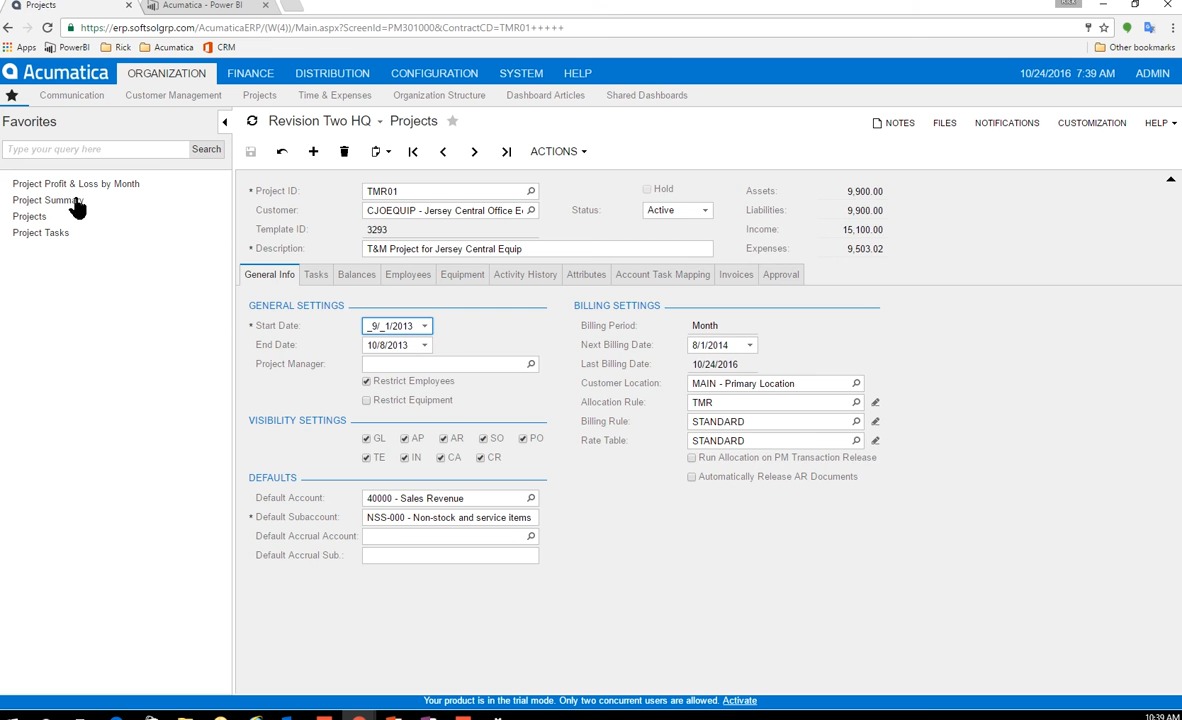 Projects
Acumatica - Power BI
Rick
https://erp.softsolgrp.com/AcumaticaERP/(W(4))/Main.aspx?ScreenId=PM301000&ContractCD=TMR01+++++
Apps PowerBI Rick Acumatica CRM Other bookmarks
Acumatica ORGANIZATION FINANCE DISTRIBUTION CONFIGURATION SYSTEM HELP 10/24/2016 7:39 AM ADMIN
Communication Customer Management Projects Time & Expenses Organization Structure Dashboard Articles Shared Dashboards
Favorites
Type your query here Search
Project Profit & Loss by Month
Project Summary
Projects
Project Tasks
Revision Two HQ - Projects
NOTES FILES NOTIFICATIONS CUSTOMIZATION HELP
ACTIONS
* Project ID: TMR01 Hold Assets: 9,900.00
Customer: CJOEQUIP - Jersey Central Office E Status: Active Liabilities: 9,900.00
Template ID: 3293 Income: 15,100.00
* Description: T&M Project for Jersey Central Equip Expenses: 9,503.02
General Info Tasks Balances Employees Equipment Activity History Attributes Account Task Mapping Invoices Approval
GENERAL SETTINGS
* Start Date: _9/_1/2013
End Date: 10/8/2013
Project Manager:
Restrict Employees
Restrict Equipment
VISIBILITY SETTINGS
GL AP AR SO PO
TE IN CA CR
DEFAULTS
Default Account: 40000 - Sales Revenue
* Default Subaccount: NSS-000 - Non-stock and service items
Default Accrual Account:
Default Accrual Sub.:
BILLING SETTINGS
Billing Period: Month
Next Billing Date: 8/1/2014
Last Billing Date: 10/24/2016
Customer Location: MAIN - Primary Location
Allocation Rule: TMR
Billing Rule: STANDARD
Rate Table: STANDARD
Run Allocation on PM Transaction Release
Automatically Release AR Documents
Your product is in the trial mode. Only two concurrent users are allowed. Activate
10:39 AM